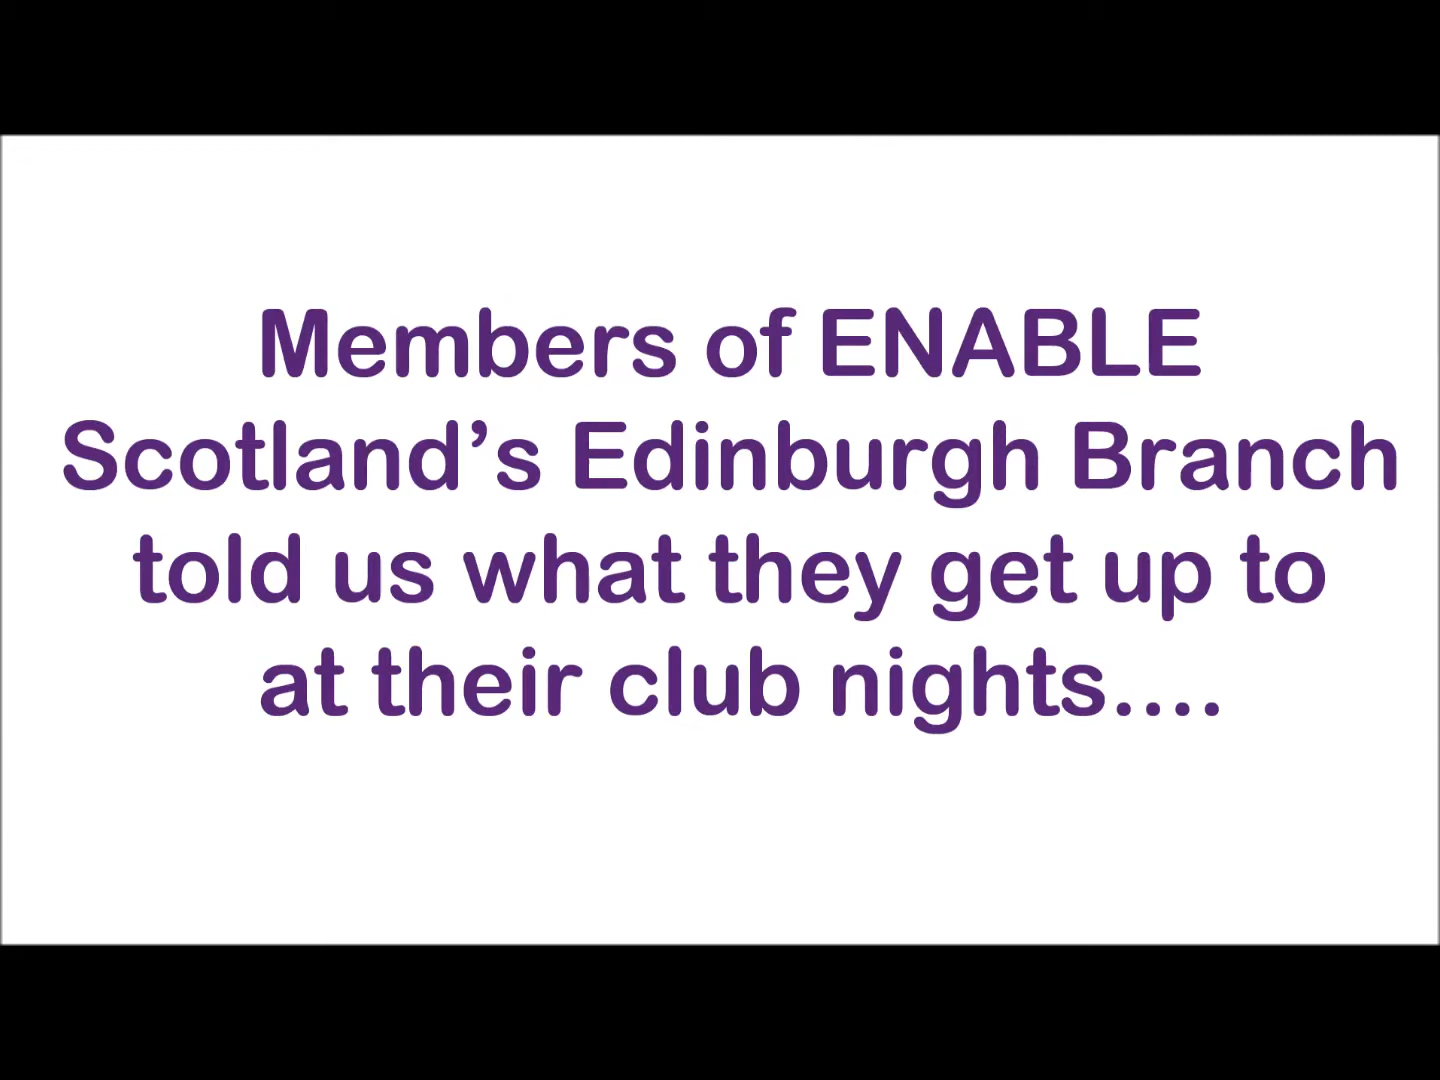 Members of ENABLE
Scotland’s Edinburgh Branch
told us what they get up to
at their club nights....